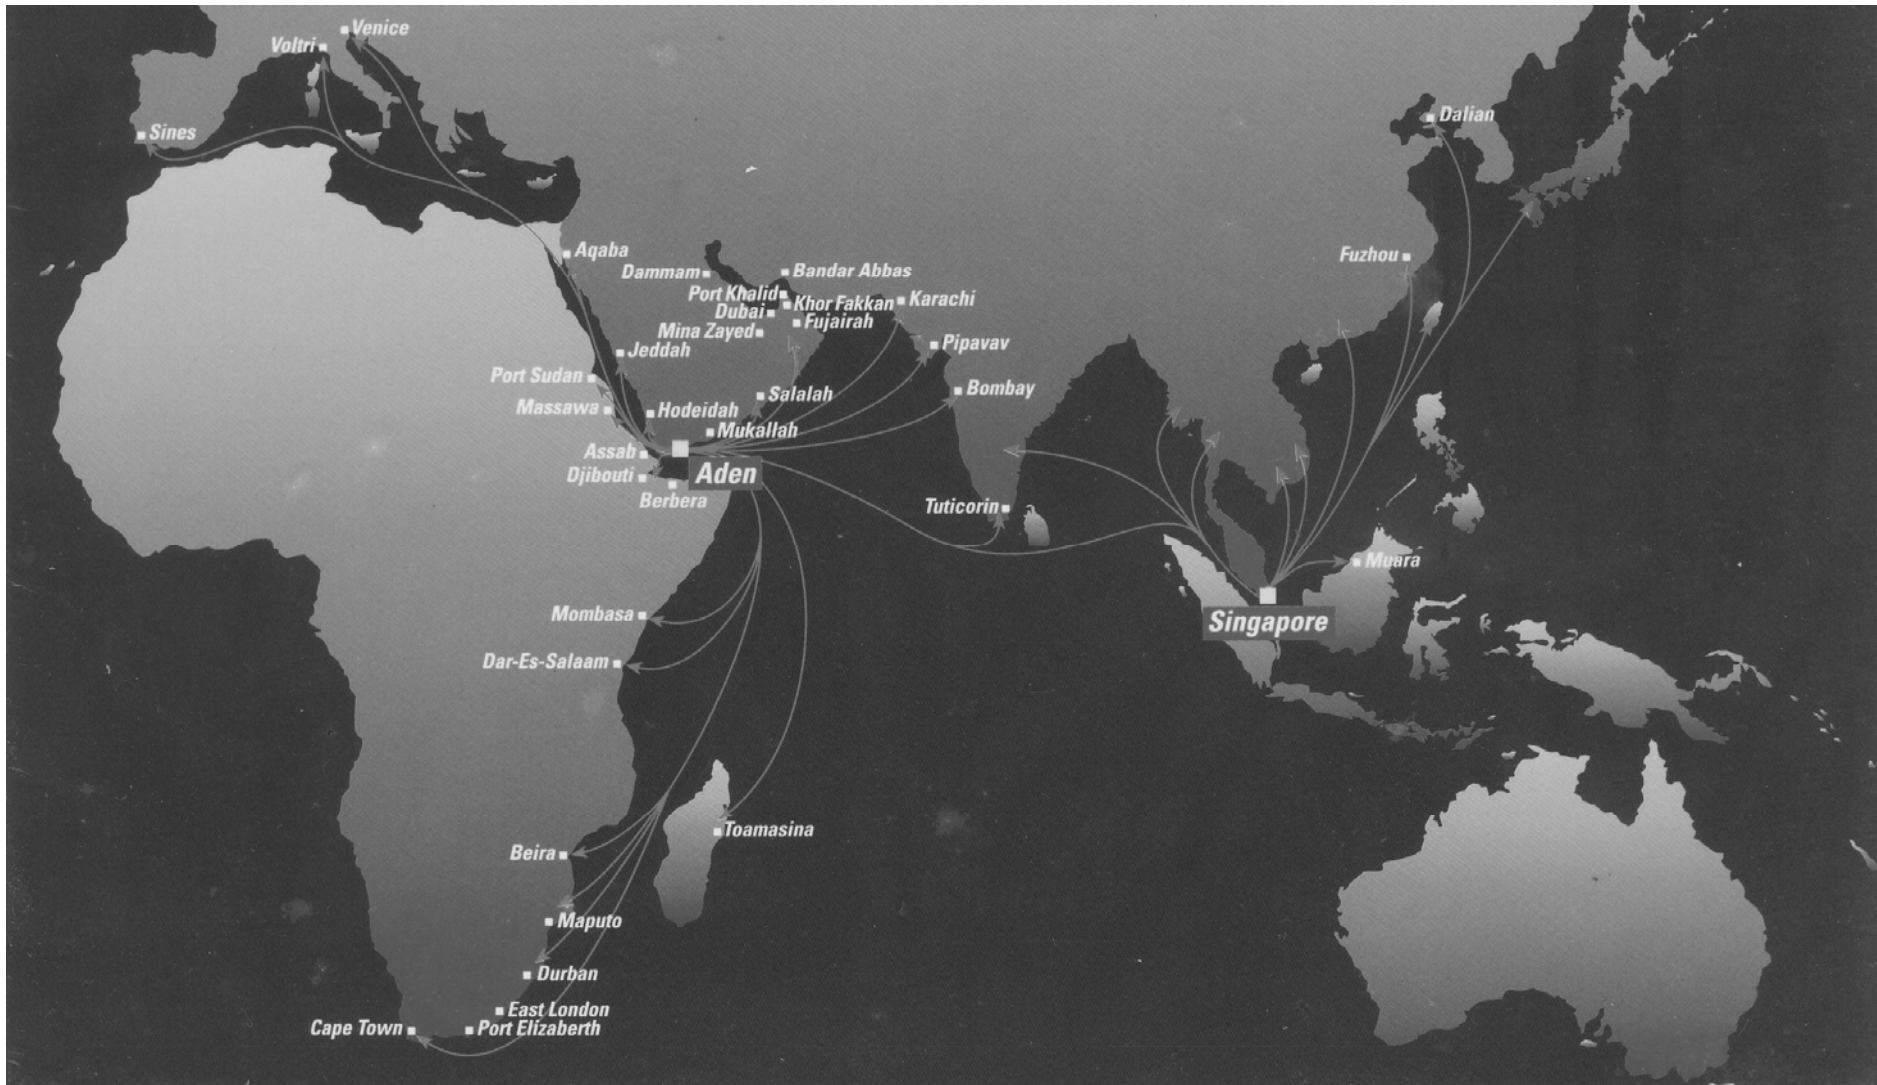 Venice
Voltri
Sines
Dalian
Aqaba
Fuzhou
Dammam
Bandar Abbas
Port Khalid
Khor Fakkan
Karachi
Dubai
Fujairah
Mina Zayed
Pipavav
Jeddah
Port Sudan
Bombay
Salalah
Massawa
Hodeidah
Mukallah
Assab
Aden
Djibouti
Berbera
Tuticorin
Muara
Mombasa
Singapore
Dar-Es-Salaam
Toamasina
Beira
Maputo
Durban
East London
Cape Town
Port Elizaberth